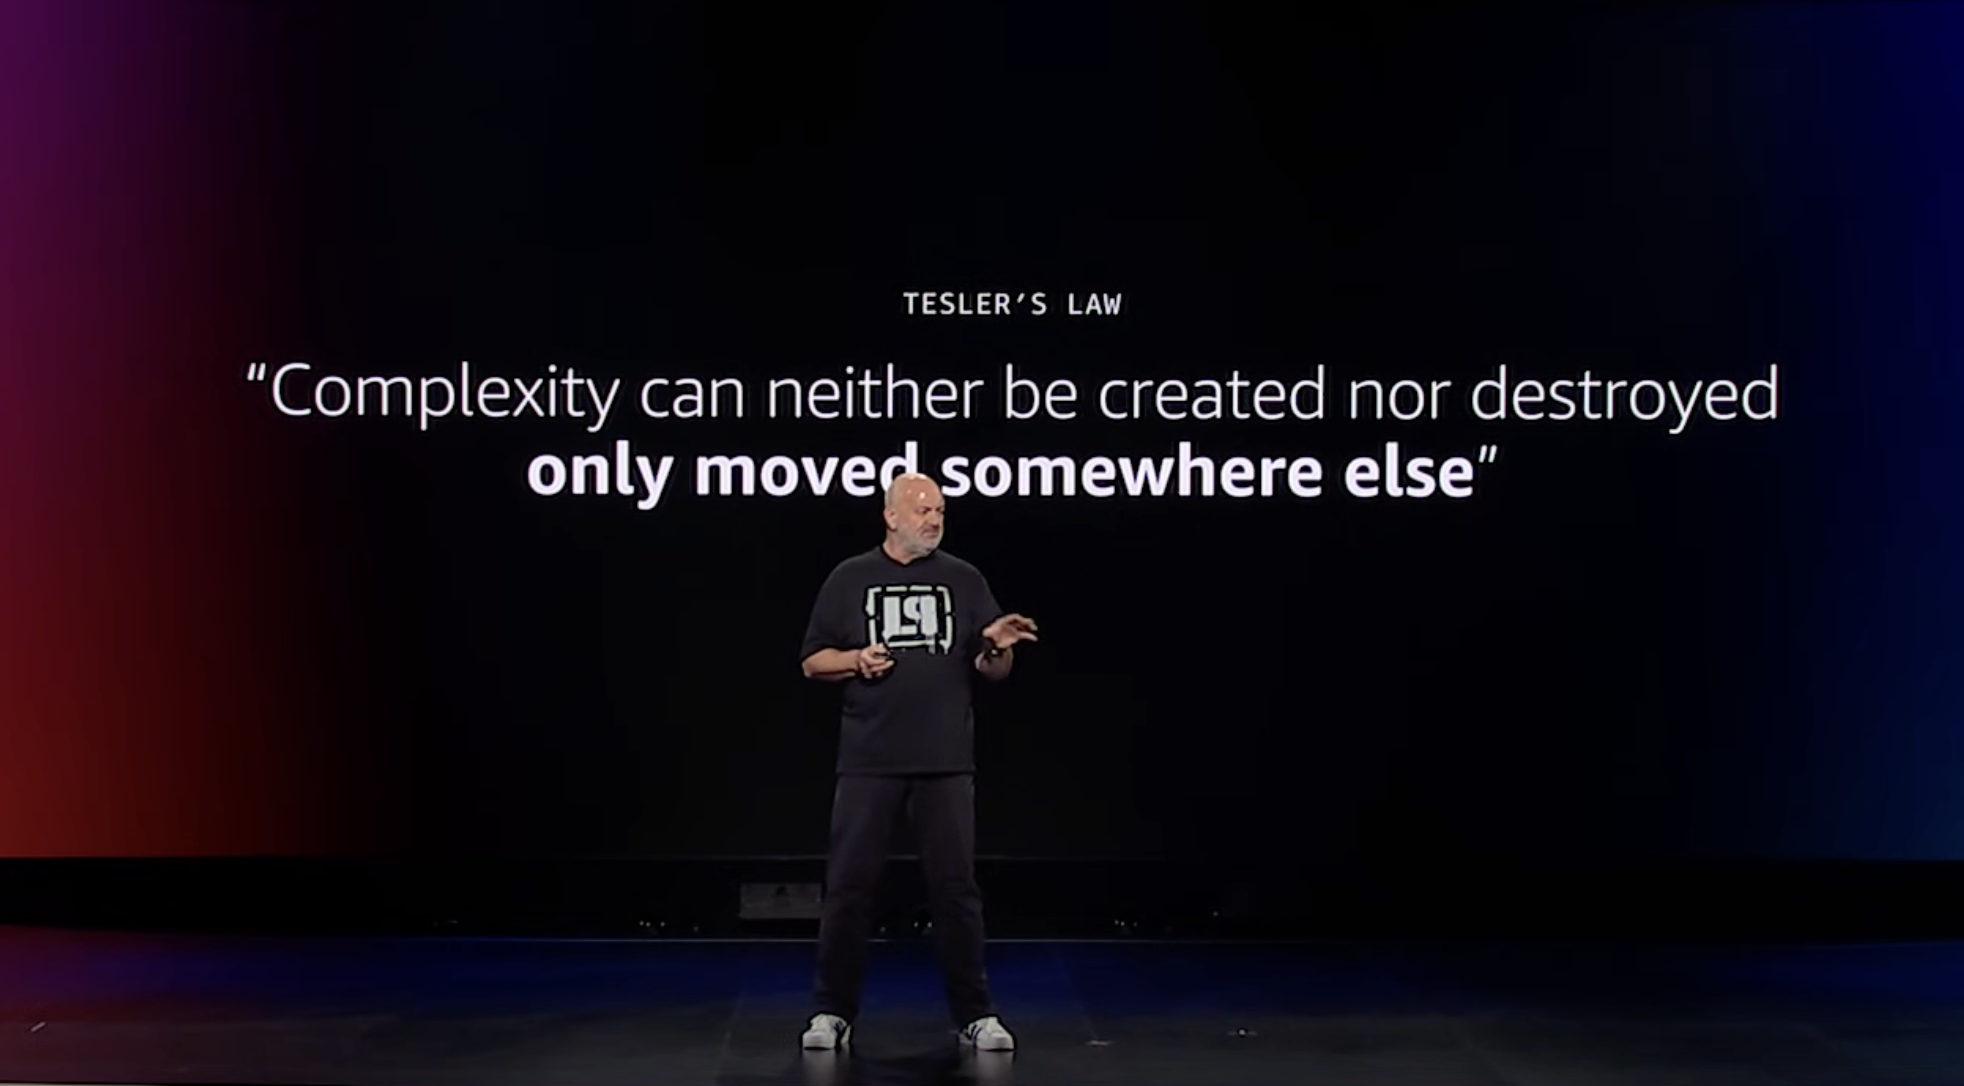 TESLER’S LAW
“Complexity can neither be created nor destroyed
only moved somewhere else”